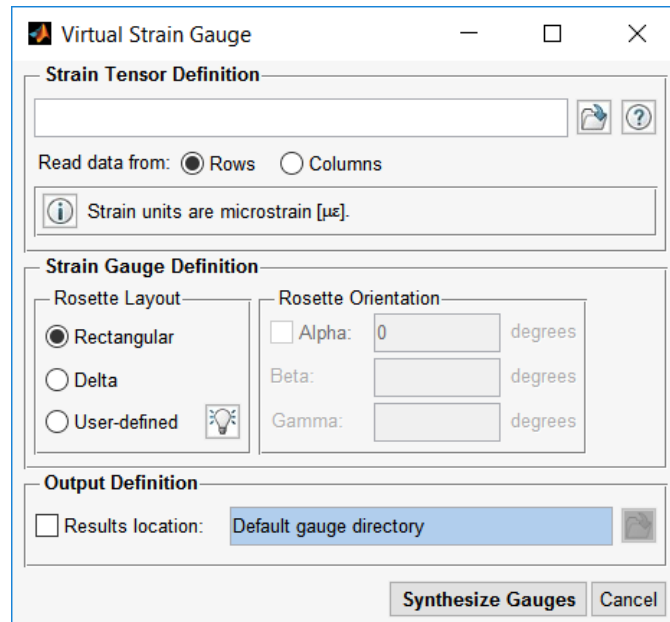 Virtual Strain Gauge
Strain Tensor Definition
Read data from: Rows Columns
Strain units are microstrain [με].
Strain Gauge Definition
Rosette Layout Rosette Orientation
Rectangular Alpha: 0 degrees
Delta Beta: degrees
User-defined Gamma: degrees
Output Definition
Results location: Default gauge directory
Synthesize Gauges Cancel